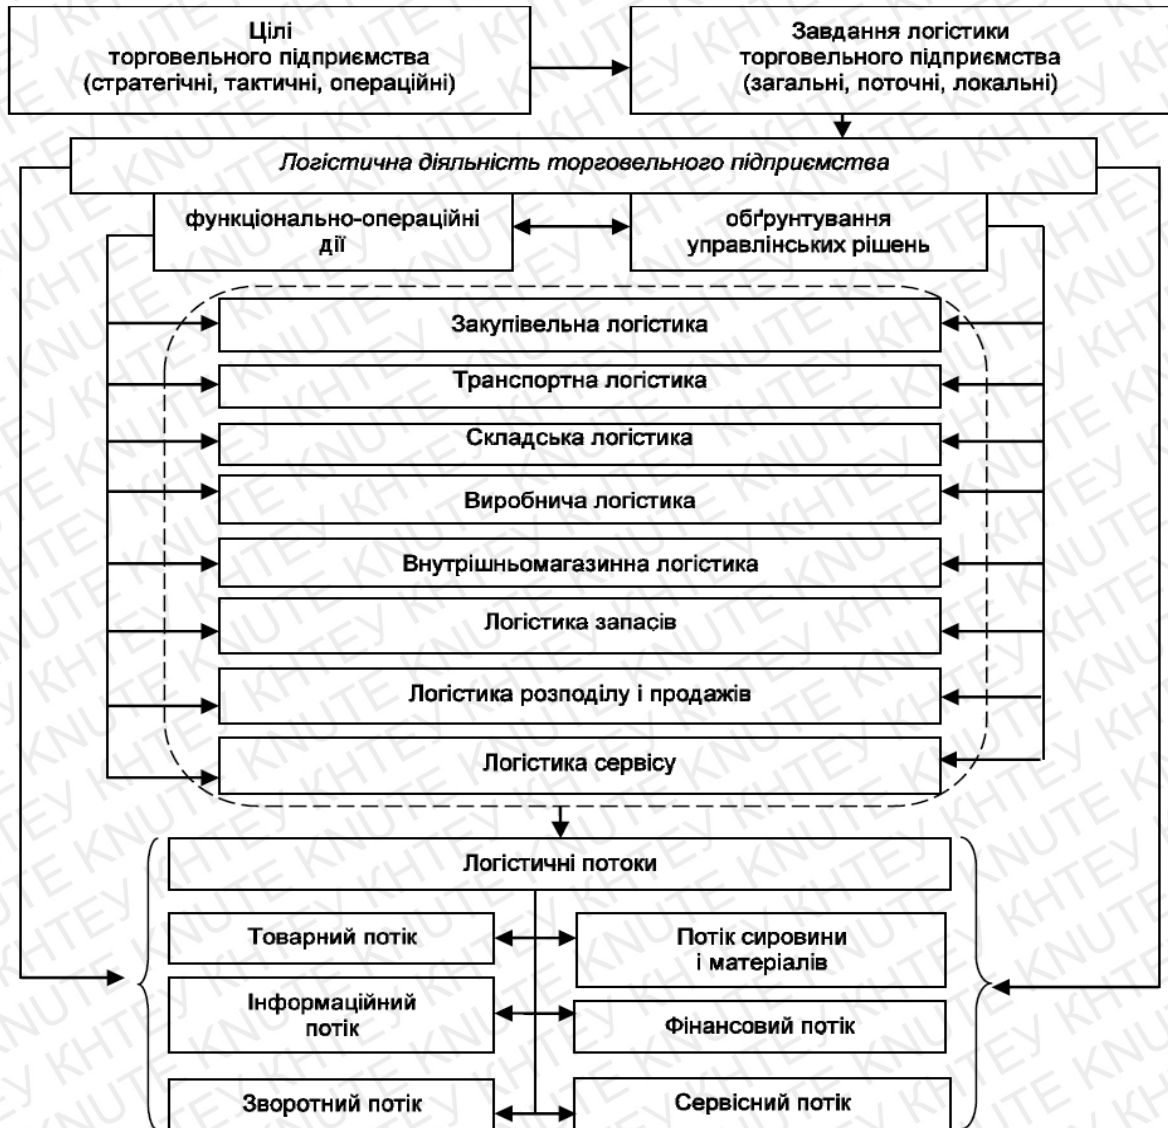 Цілі
торговельного підприємства
(стратегічні, тактичні, операційні)
Завдання логістики
торговельного підприємства
(загальні, поточні, локальні)
Логістична діяльність торговельного підприємства
функціонально-операційні
дії
обґрунтування
управлінських рішень
Закупівельна логістика
Транспортна логістика
Складська логістика
Виробнича логістика
Внутрішньомагазинна логістика
Логістика запасів
Логістика розподілу і продажів
Логістика сервісу
Логістичні потоки
Товарний потік
Потік сировини
і матеріалів
Інформаційний
потік
Фінансовий потік
Зворотний потік
Сервісний потік
KNUTE КНТЕУ